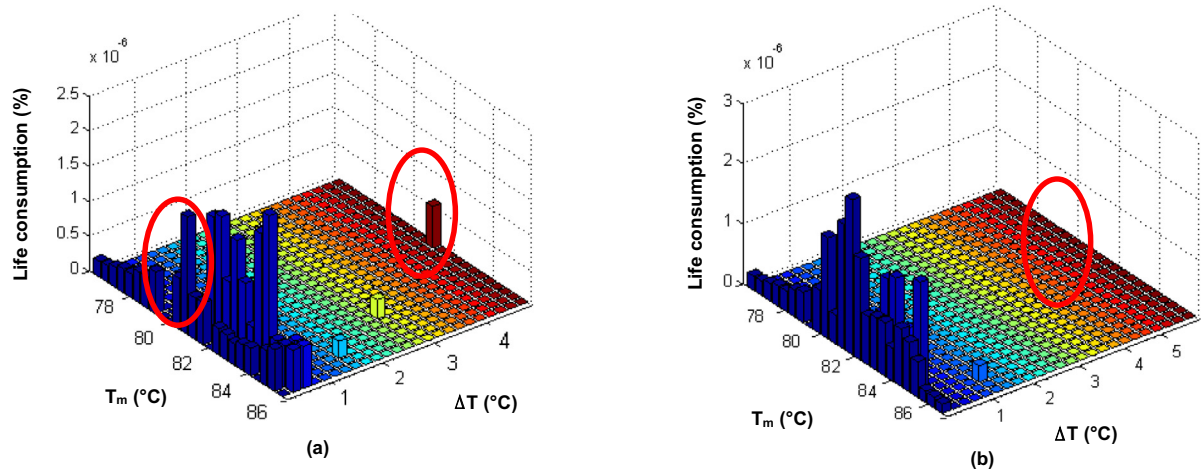 x 10⁻⁶
Life consumption (%)
2.5
2
1.5
1
0.5
0
78
80
82
84
86
1
2
3
4
Tₘ (°C)
ΔT (°C)
(a)
x 10⁻⁶
Life consumption (%)
3
2
1
0
78
80
82
84
86
1
2
3
4
5
Tₘ (°C)
ΔT (°C)
(b)